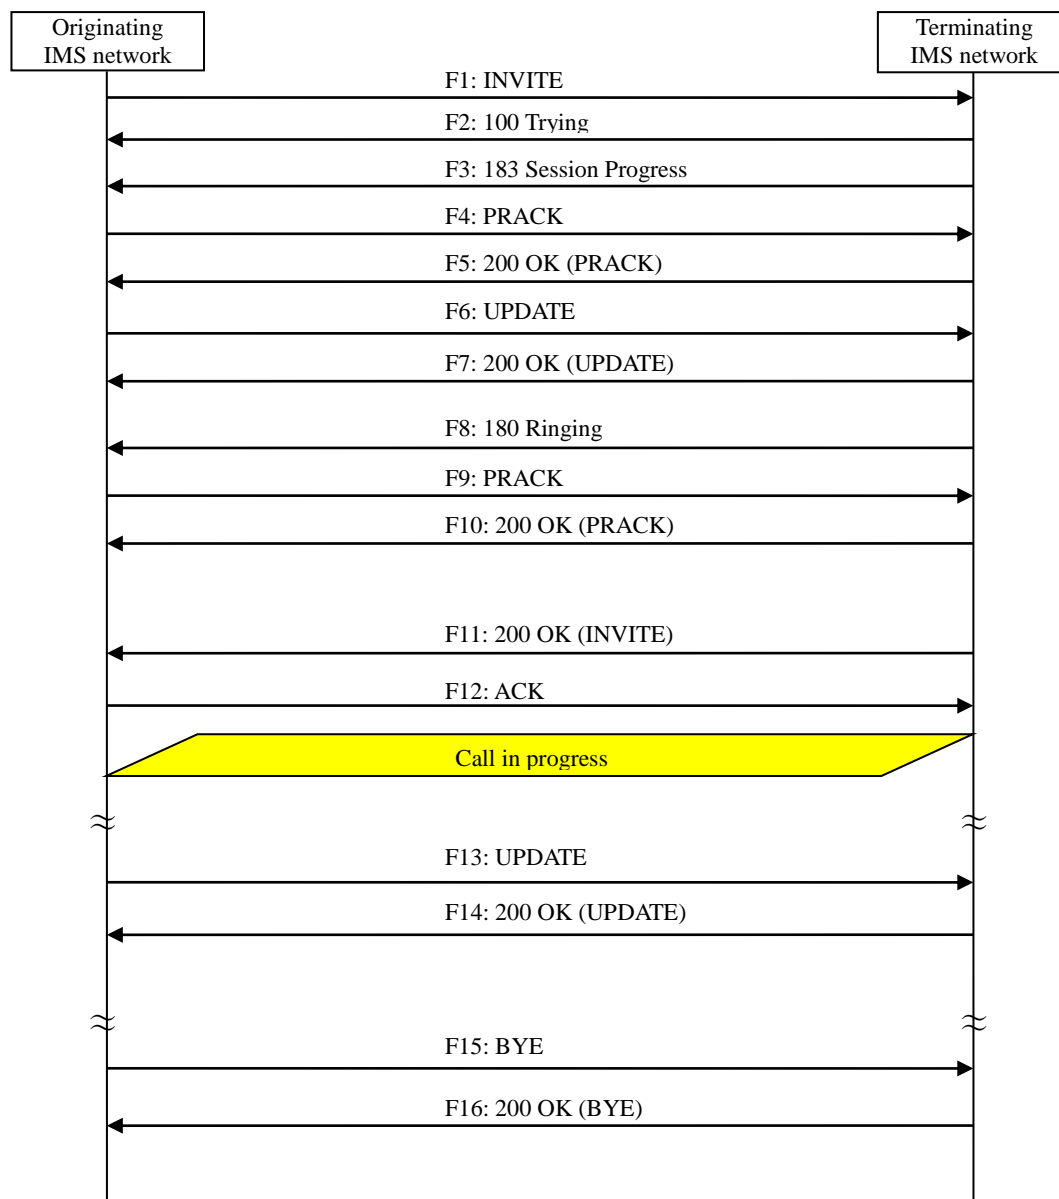 Originating
IMS network
Terminating
IMS network
F1: INVITE
F2: 100 Trying
F3: 183 Session Progress
F4: PRACK
F5: 200 OK (PRACK)
F6: UPDATE
F7: 200 OK (UPDATE)
F8: 180 Ringing
F9: PRACK
F10: 200 OK (PRACK)
F11: 200 OK (INVITE)
F12: ACK
Call in progress
F13: UPDATE
F14: 200 OK (UPDATE)
F15: BYE
F16: 200 OK (BYE)